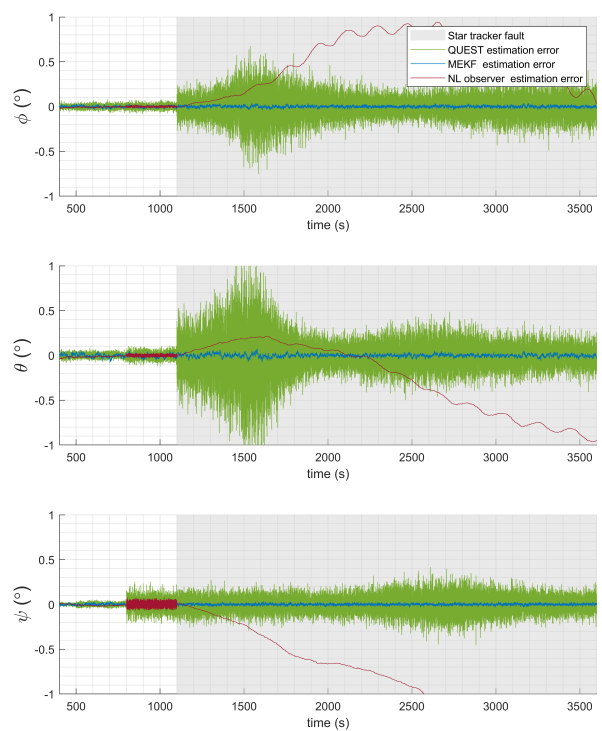 1
Star tracker fault
QUEST estimation error
0.5
MEKF  estimation error
NL observer  estimation error
ϕ (°)
0
-0.5
-1
500 1000 1500 2000 2500 3000 3500
time (s)
1
0.5
θ (°)
0
-0.5
-1
500 1000 1500 2000 2500 3000 3500
time (s)
1
0.5
ψ (°)
0
-0.5
-1
500 1000 1500 2000 2500 3000 3500
time (s)